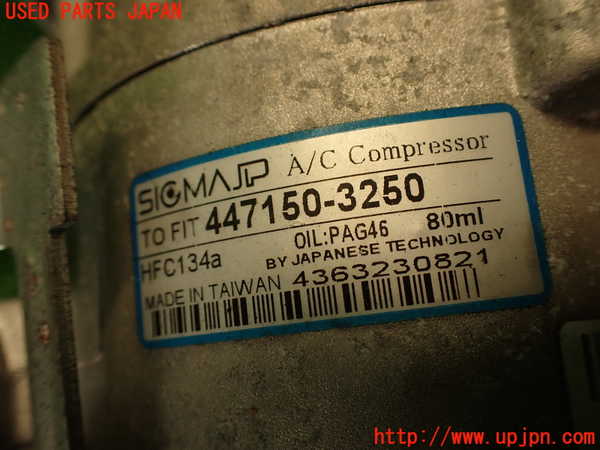 USED PARTS JAPAN
SIGMAJP A/C Compressor
TO FIT 447150-3250
HFC134a OIL:PAG46 80ml
BY JAPANESE TECHNOLOGY
MADE IN TAIWAN 4363230821
http://www.upjpn.com/